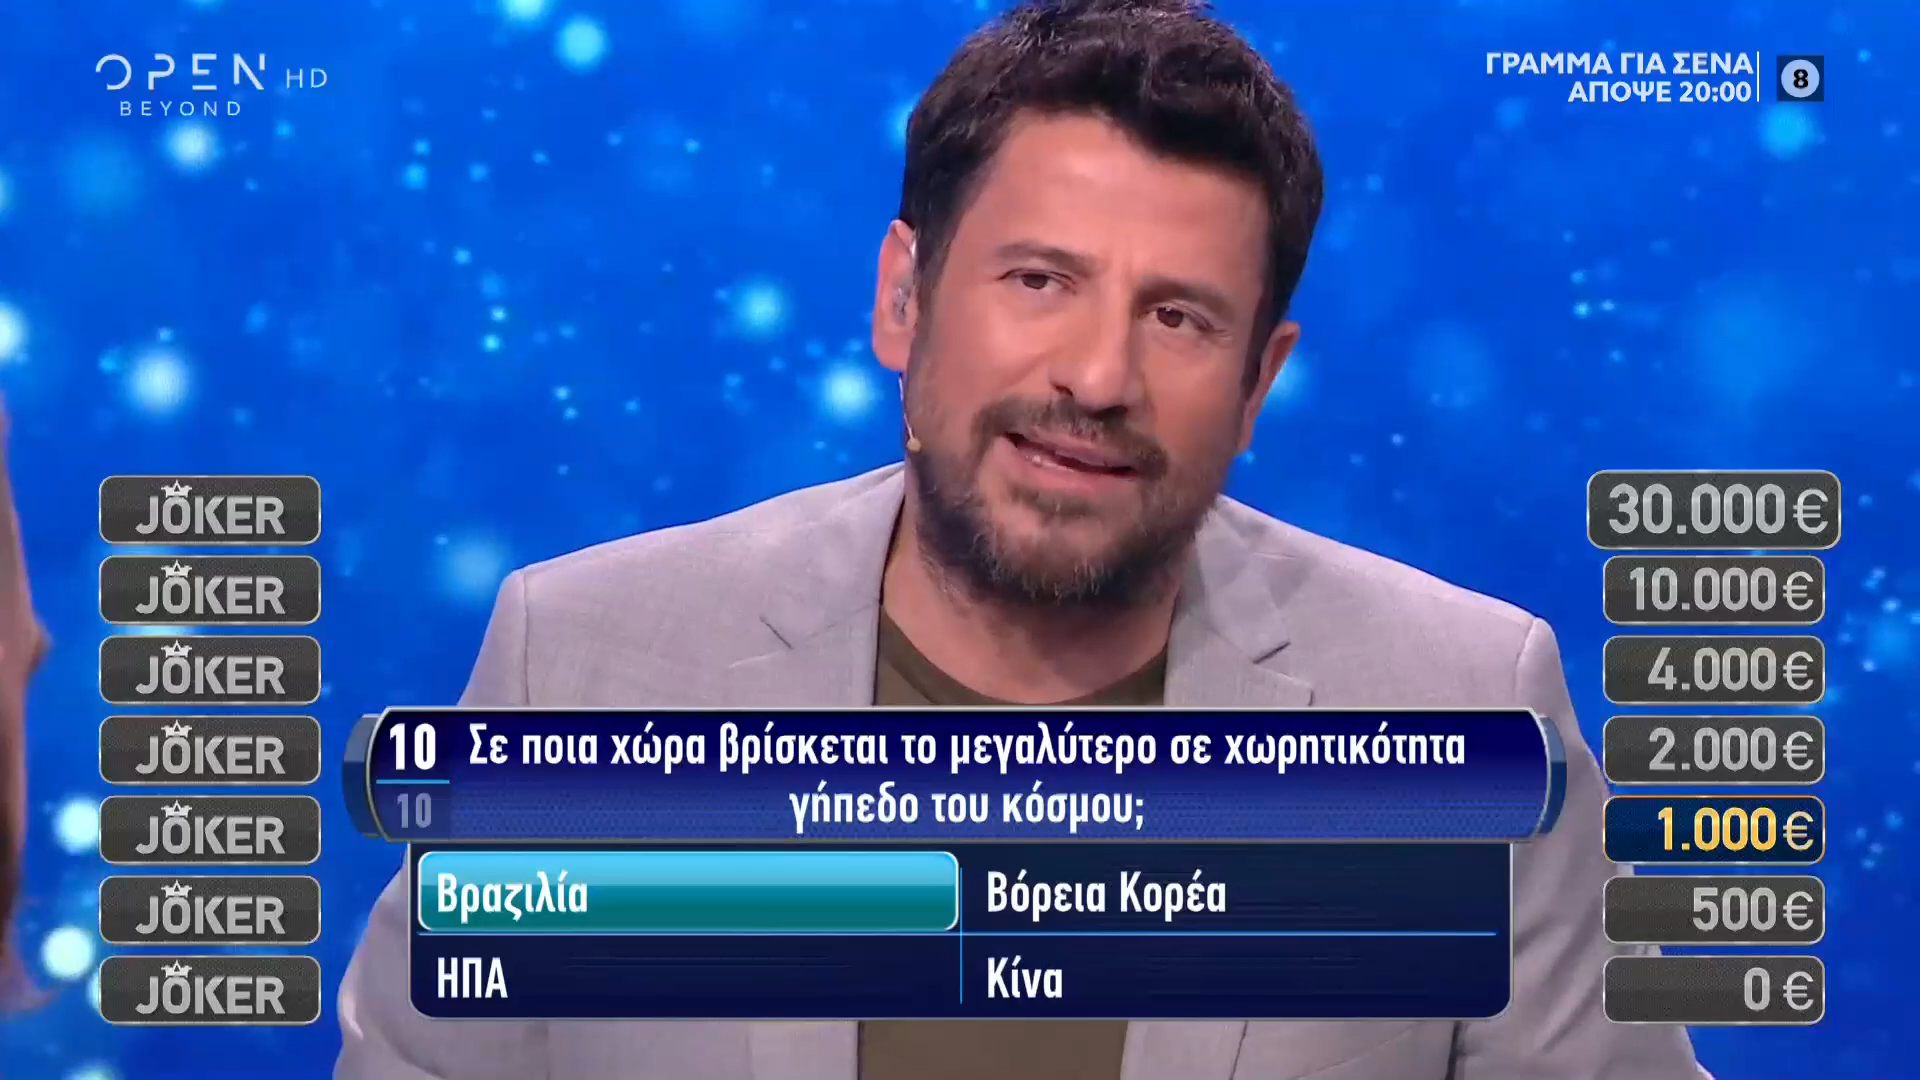 OPEN HD
BEYOND
ΓΡΑΜΜΑ ΓΙΑ ΣΕΝΑ
ΑΠΟΨΕ 20:00
8
JOKER
JOKER
JOKER
JOKER
JOKER
JOKER
JOKER
30.000€
10.000€
4.000€
2.000€
1.000€
500€
0€
10 Σε ποια χώρα βρίσκεται το μεγαλύτερο σε χωρητικότητα
10 γήπεδο του κόσμου;
Βραζιλία
Βόρεια Κορέα
ΗΠΑ
Κίνα